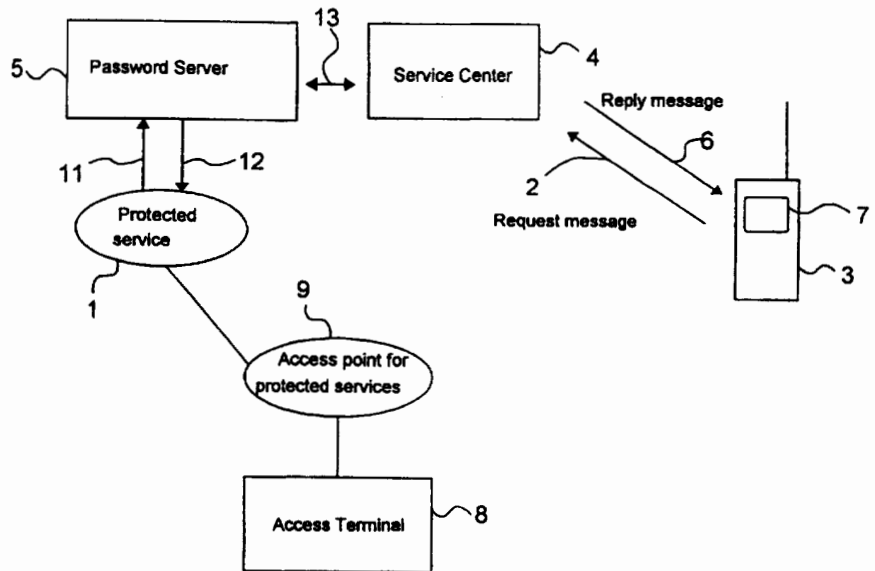 13
5
Password Server
Service Center
4
Reply message
6
11
12
2
Request message
7
3
Protected
service
1
9
Access point for
protected services
Access Terminal
8